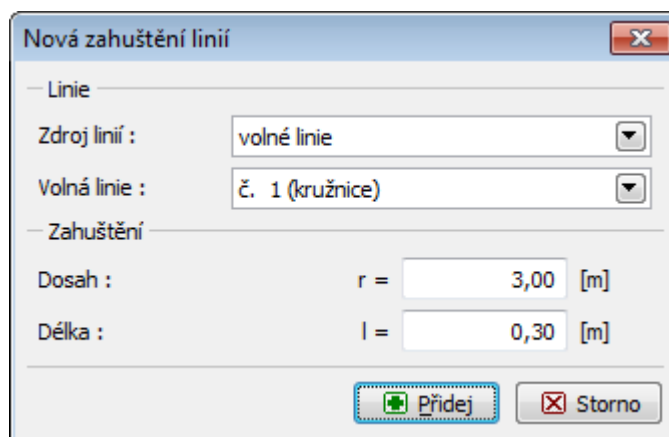 Nová zahuštění linií
Linie
Zdroj linií : volné linie
Volná linie : č. 1 (kružnice)
Zahuštění
Dosah : r = 3,00 [m]
Délka : l = 0,30 [m]
Přidej Storno